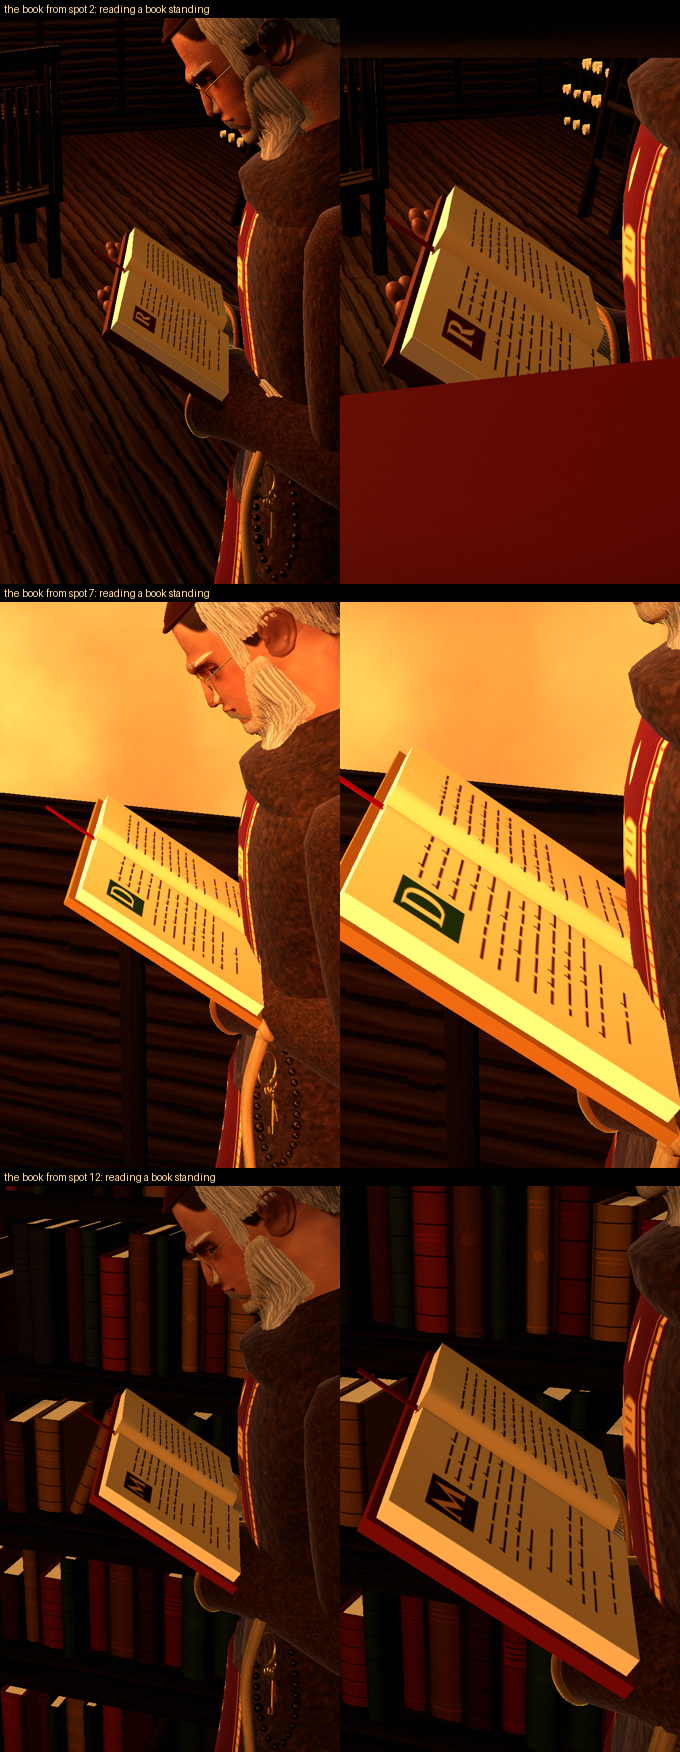 the book from spot 2: reading a book standing
R
R
the book from spot 7: reading a book standing
D
D
the book from spot 12: reading a book standing
M
M